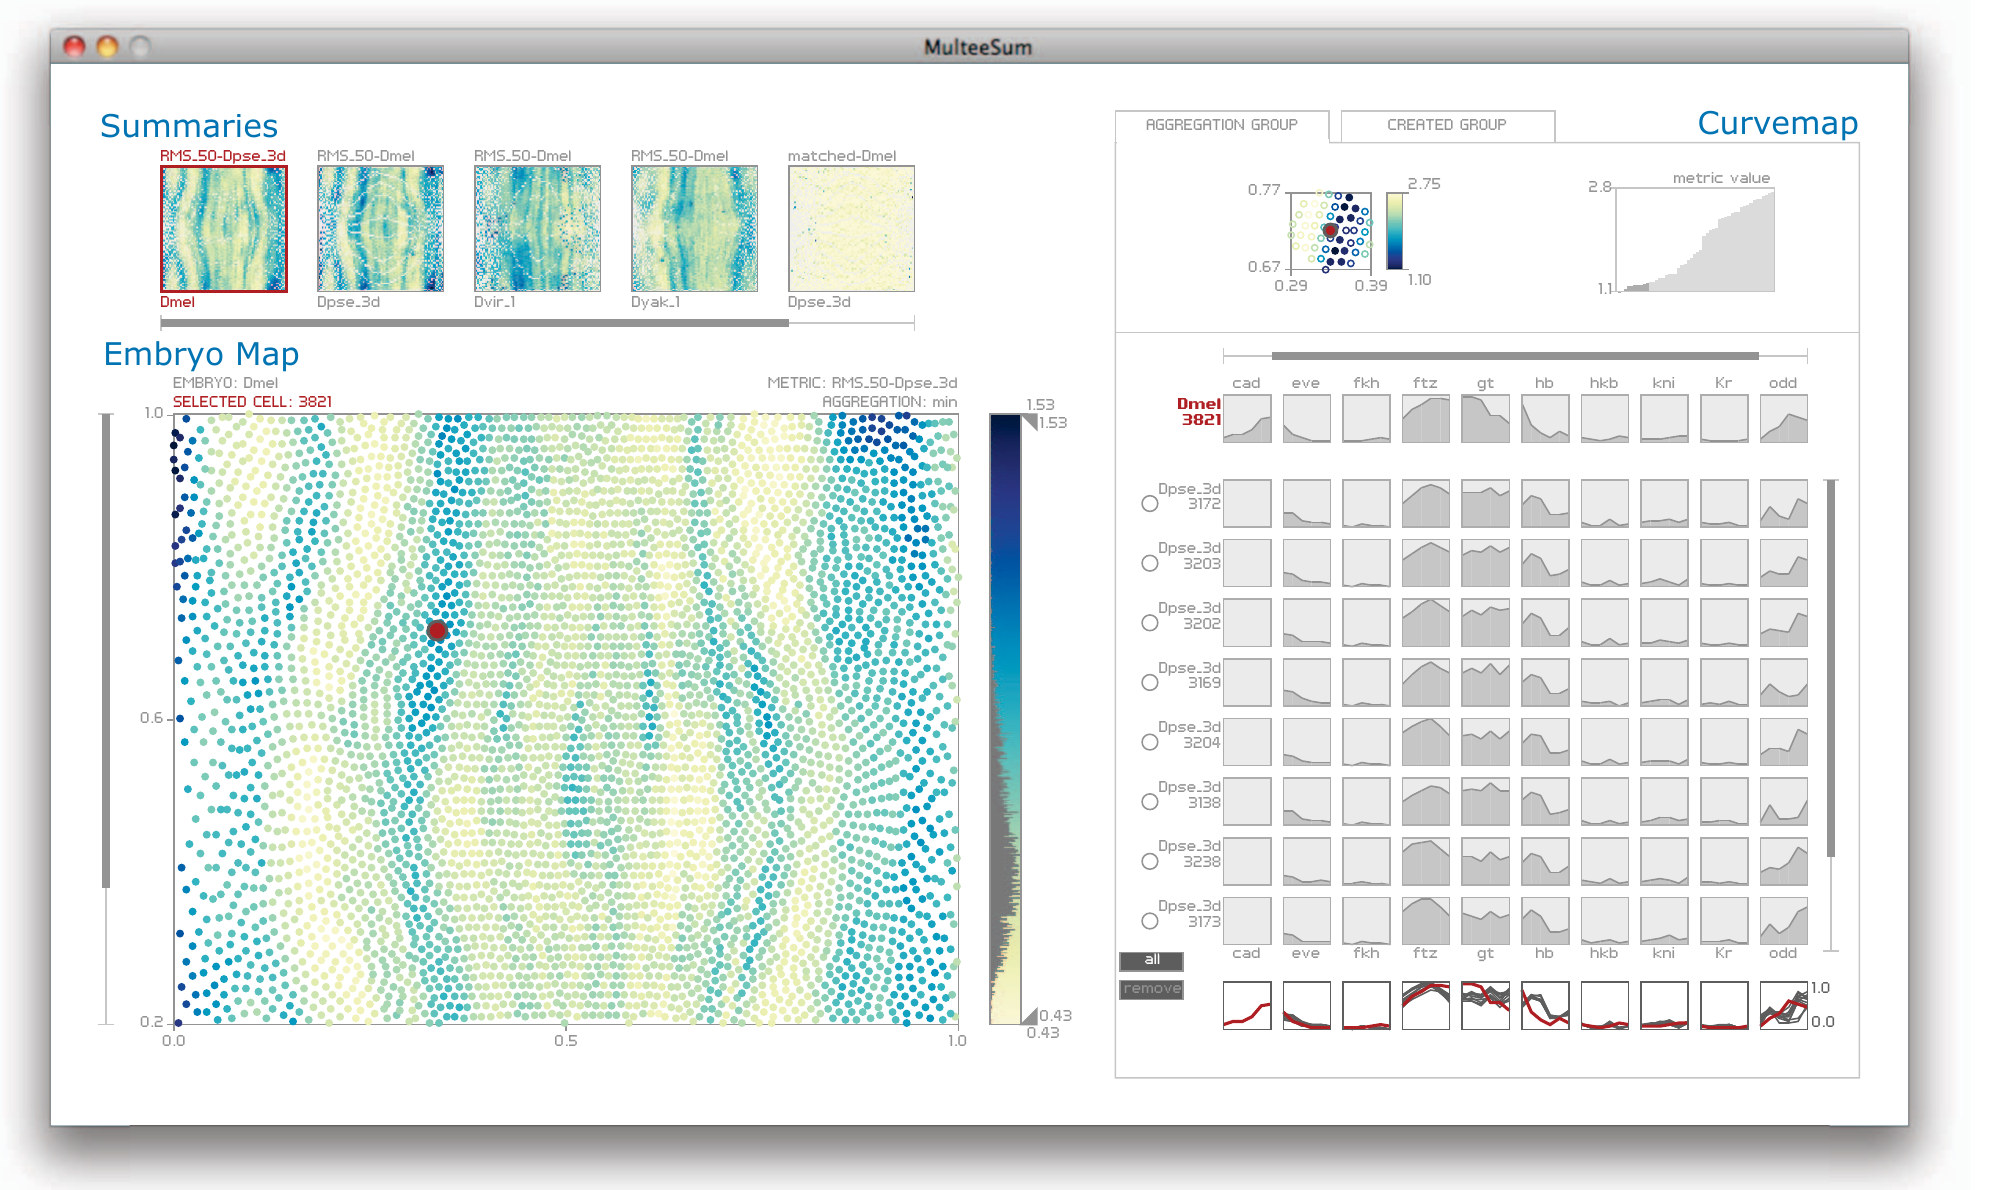 MulteeSum
Summaries
RMS_50-Dpse_3d RMS_50-Dmel RMS_50-Dmel RMS_50-Dmel matched-Dmel
Dmel Dpse_3d Dvir_1 Dyak_1 Dpse_3d
Embryo Map
EMBRYO: Dmel METRIC: RMS_50-Dpse_3d
SELECTED CELL: 3821 AGGREGATION: min
1.0
0.6
0.2
0.0 0.5 1.0
1.53
1.53
0.43
0.43
AGGREGATION GROUP CREATED GROUP Curvemap
0.77
0.67
0.29 0.39
2.75
1.10
metric value
2.8
1.1
cad eve fkh ftz gt hb hkb kni Kr odd
Dmel
3821
Dpse_3d
3172
Dpse_3d
3203
Dpse_3d
3202
Dpse_3d
3169
Dpse_3d
3204
Dpse_3d
3138
Dpse_3d
3238
Dpse_3d
3173
cad eve fkh ftz gt hb hkb kni Kr odd
all
remove
1.0
0.0